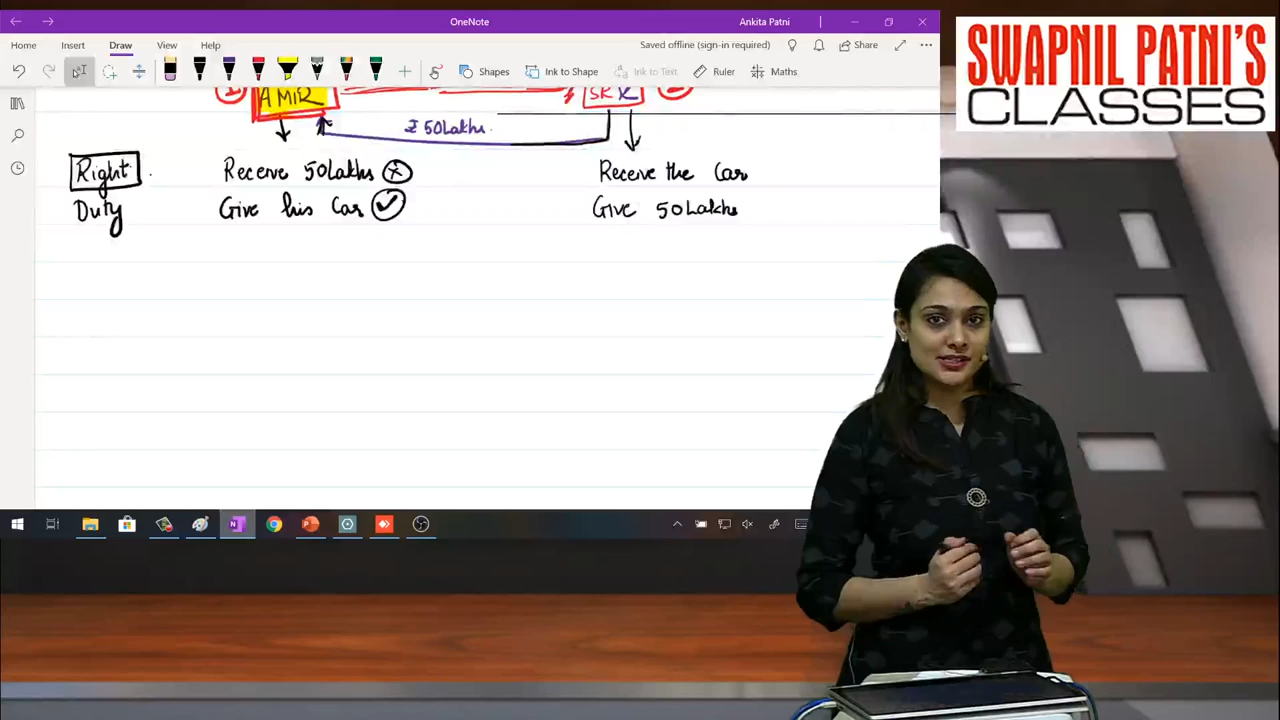 OneNote
Ankita Patni
Home Insert Draw View Help
Saved offline (sign-in required)
Share
Shapes
Ink to Shape
Ink to Text
Ruler
Maths
SWAPNIL PATNI'S
CLASSES
AMIR
SRK
₹ 50Lakhs.
Right
Receive 50Lakhs
Receive the Car
Duty
Give his Car
Give 50Lakhs